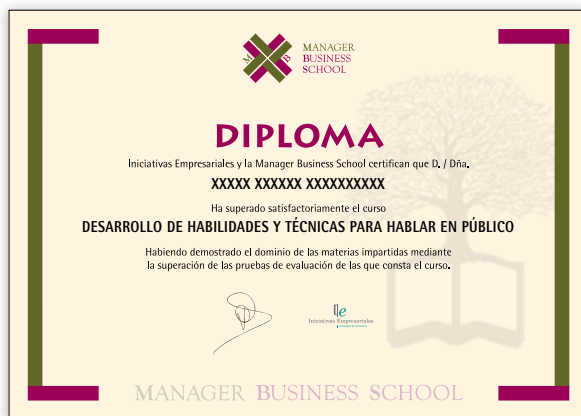 M B
MANAGER
BUSINESS
SCHOOL
DIPLOMA
Iniciativas Empresariales y la Manager Business School certifican que D. / Dña.
XXXXX XXXXXX XXXXXXXXXX
Ha superado satisfactoriamente el curso
DESARROLLO DE HABILIDADES Y TÉCNICAS PARA HABLAR EN PÚBLICO
Habiendo demostrado el dominio de las materias impartidas mediante
la superación de las pruebas de evaluación de las que consta el curso.
Iniciativas Empresariales
MANAGER BUSINESS SCHOOL